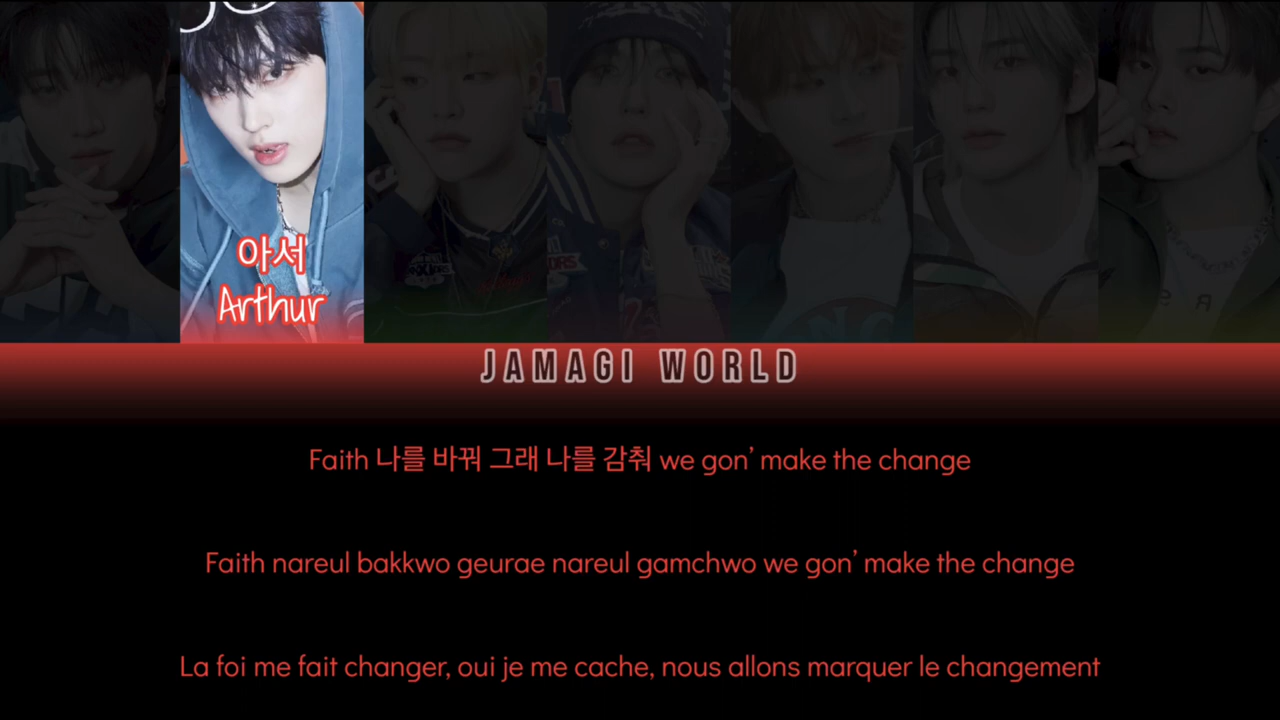 아서
Arthur
JAMAGI WORLD
Faith 나를 바꿔 그래 나를 감춰 we gon’ make the change
Faith nareul bakkwo geurae nareul gamchwo we gon’ make the change
La foi me fait changer, oui je me cache, nous allons marquer le changement